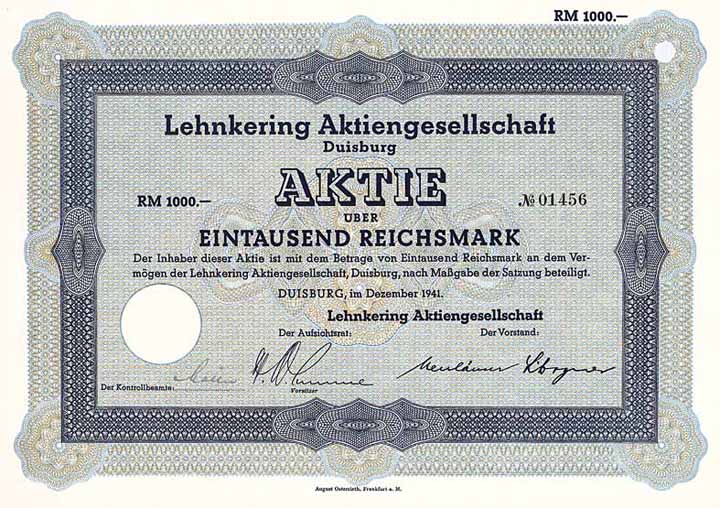 RM 1000.—
Lehnkering Aktiengesellschaft
Duisburg
AKTIE
RM 1000.— № 01456
ÜBER
EINTAUSEND REICHSMARK
Der Inhaber dieser Aktie ist mit dem Betrage von Eintausend Reichsmark an dem Ver-
mögen der Lehnkering Aktiengesellschaft, Duisburg, nach Maßgabe der Satzung beteiligt.
DUISBURG, im Dezember 1941.
Lehnkering Aktiengesellschaft
Der Aufsichtsrat: Der Vorstand:
Der Kontrollbeamte:
Vorsitzer
August Osterrieth, Frankfurt a. M.